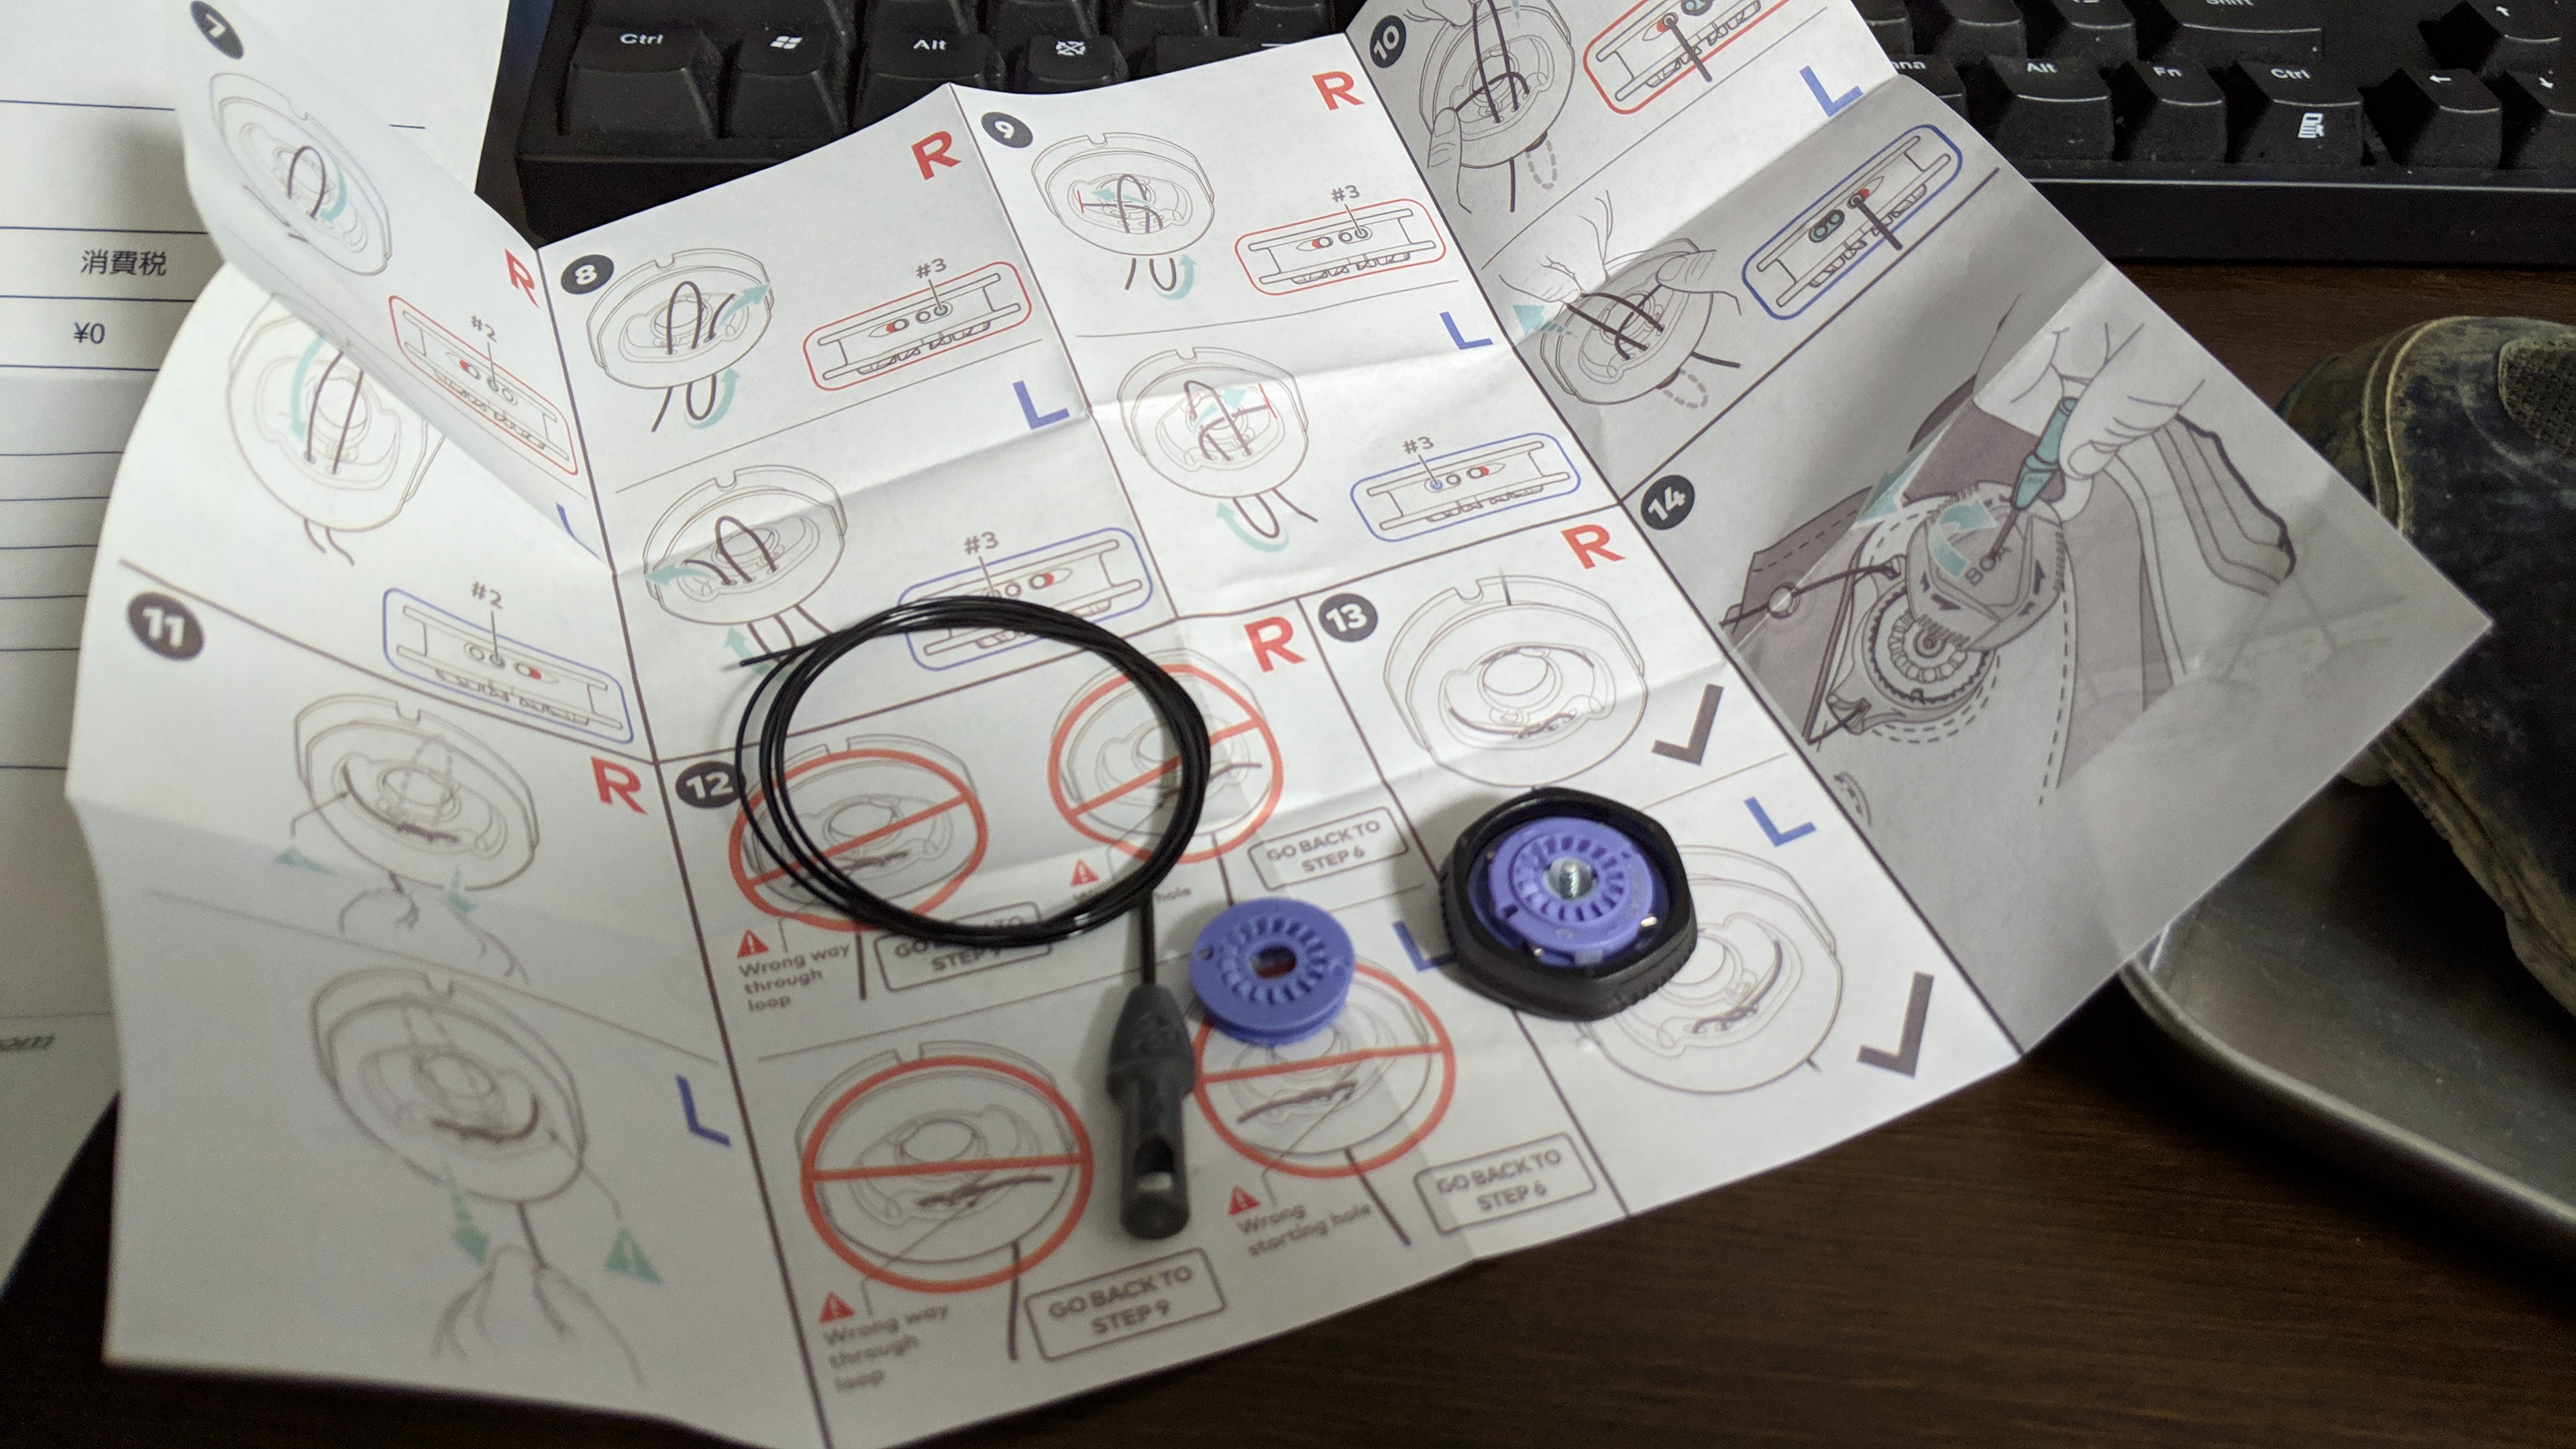 Ctrl
Alt
Shift
Alt
Fn
Ctrl
消費税
¥0
7
R
#2
L
#2
8
R
#3
L
#3
9
R
#3
L
#3
10
L
11
R
L
12
R
Wrong way
through
loop
hole
GO BACK TO
STEP 6
L
Wrong way
through
loop
GO BACK TO
STEP 9
Wrong
starting hole
GO BACK TO
STEP 6
13
R
L
14
BOA